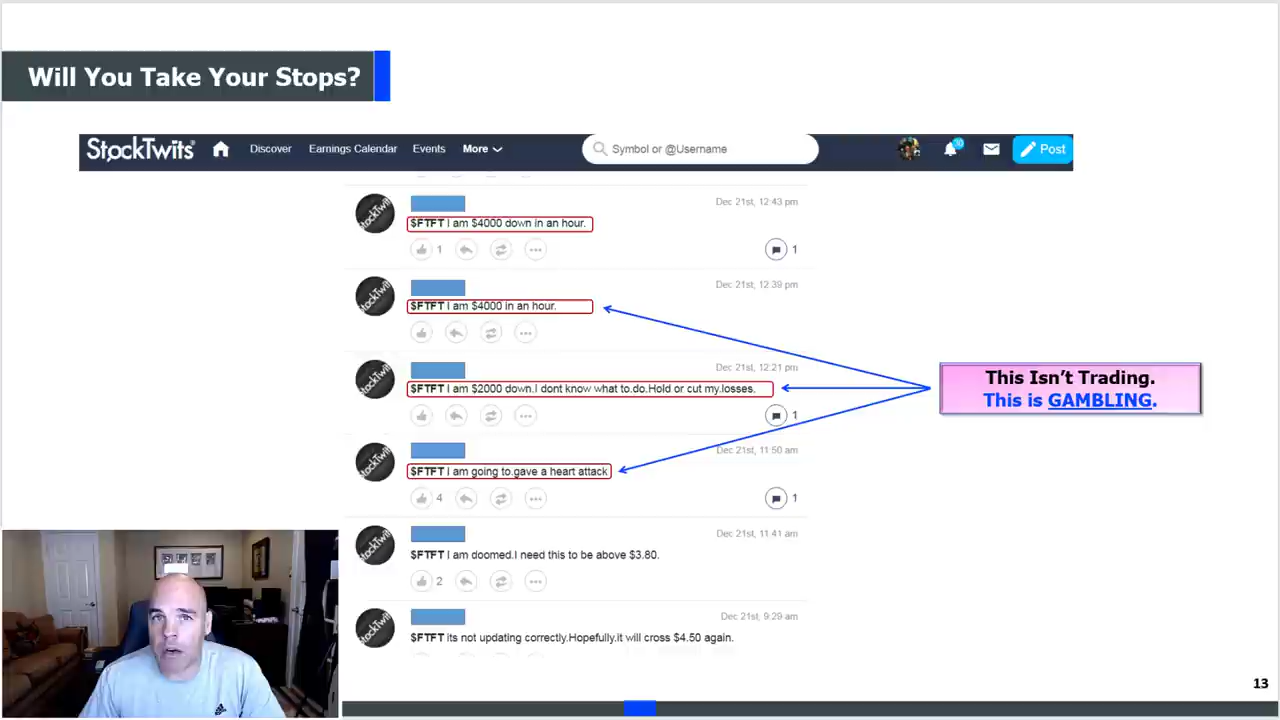 Will You Take Your Stops?
StockTwits
Discover
Earnings Calendar
Events
More
Symbol or @Username
30
Post
Dec 21st, 12:43 pm
$FTFT I am $4000 down in an hour.
1
1
Dec 21st, 12:39 pm
$FTFT I am $4000 in an hour.
Dec 21st, 12:21 pm
$FTFT I am $2000 down.I dont know what to.do.Hold or cut my.losses.
1
Dec 21st, 11:50 am
$FTFT I am going to.gave a heart attack
4
1
Dec 21st, 11:41 am
$FTFT I am doomed.I need this to be above $3.80.
2
Dec 21st, 9:29 am
$FTFT its not updating correctly.Hopefully.it will cross $4.50 again.
This Isn’t Trading.
This is GAMBLING.
13